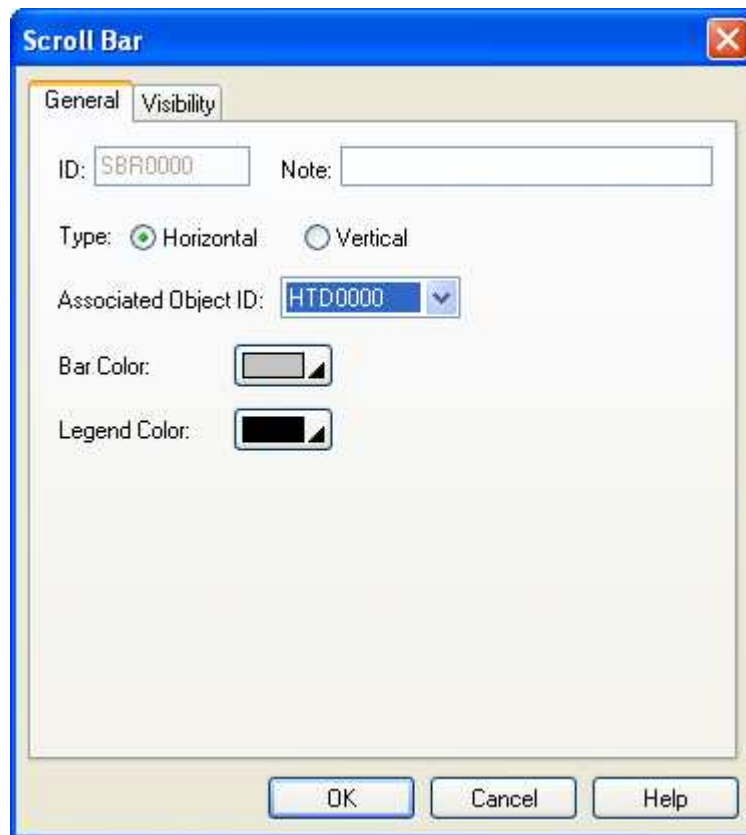 Scroll Bar
General Visibility
ID: SBR0000 Note:
Type: Horizontal Vertical
Associated Object ID: HTD0000
Bar Color:
Legend Color:
OK Cancel Help